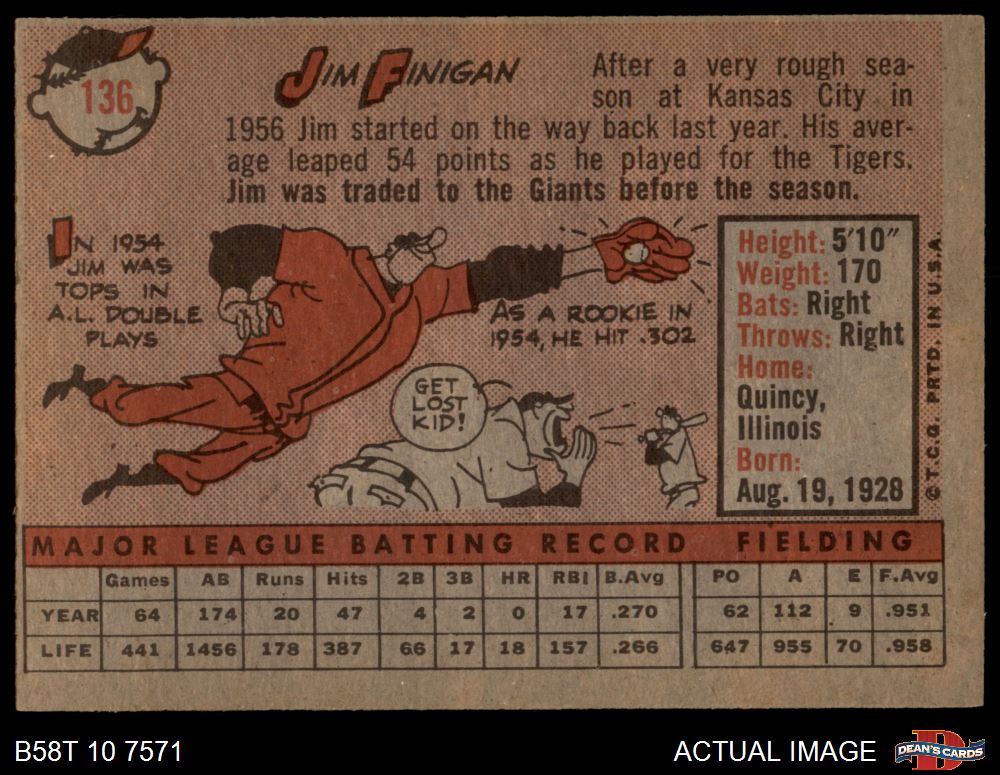 136
JIM FINIGAN
After a very rough sea-
son at Kansas City in
1956 Jim started on the way back last year. His aver-
age leaped 54 points as he played for the Tigers.
Jim was traded to the Giants before the season.
IN 1954
JIM WAS
TOPS IN
A.L. DOUBLE
PLAYS
AS A ROOKIE IN
1954, HE HIT .302
GET
LOST
KID!
Height: 5'10"
Weight: 170
Bats: Right
Throws: Right
Home:
Quincy,
Illinois
Born:
Aug. 19, 1928
© T.C.G. PRTD. IN U.S.A.
MAJOR LEAGUE BATTING RECORD FIELDING
Games AB Runs Hits 2B 3B HR RBI B.Avg PO A E F.Avg
YEAR 64 174 20 47 4 2 0 17 .270 62 112 9 .951
LIFE 441 1456 178 387 66 17 18 157 .266 647 955 70 .958
B58T 10 7571
ACTUAL IMAGE
DEAN'S CARDS